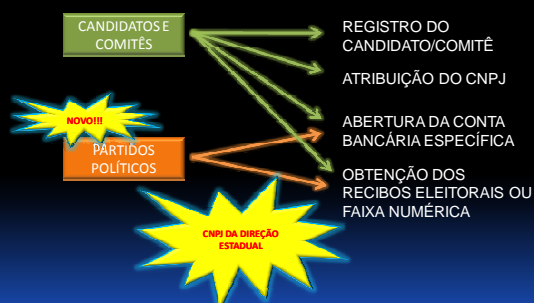 CANDIDATOS E
COMITÊS
NOVO!!!
PARTIDOS
POLÍTICOS
CNPJ DA DIREÇÃO
ESTADUAL
REGISTRO DO
CANDIDATO/COMITÊ
ATRIBUIÇÃO DO CNPJ
ABERTURA DA CONTA
BANCÁRIA ESPECÍFICA
OBTENÇÃO DOS
RECIBOS ELEITORAIS OU
FAIXA NUMÉRICA